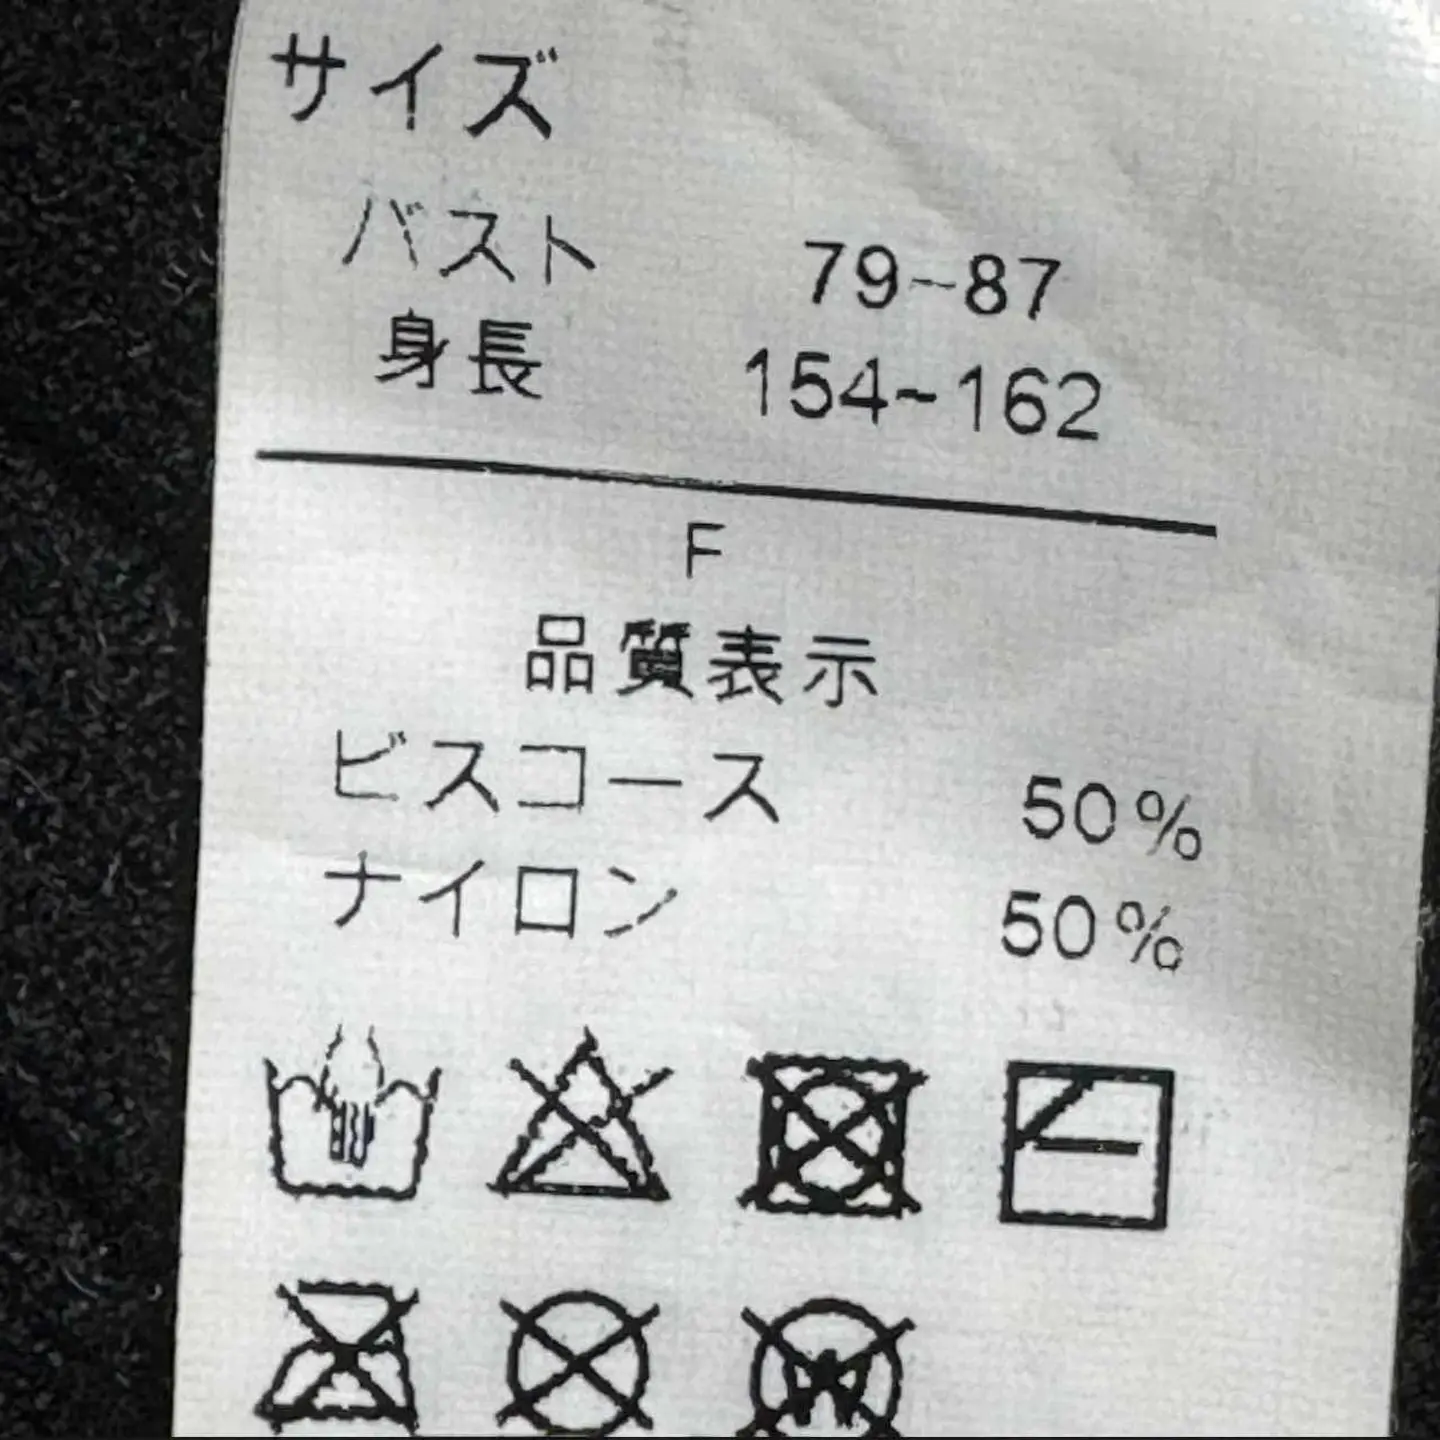 サイズ
バスト 79~87
身長 154~162
F
品質表示
ビスコース 50%
ナイロン 50%